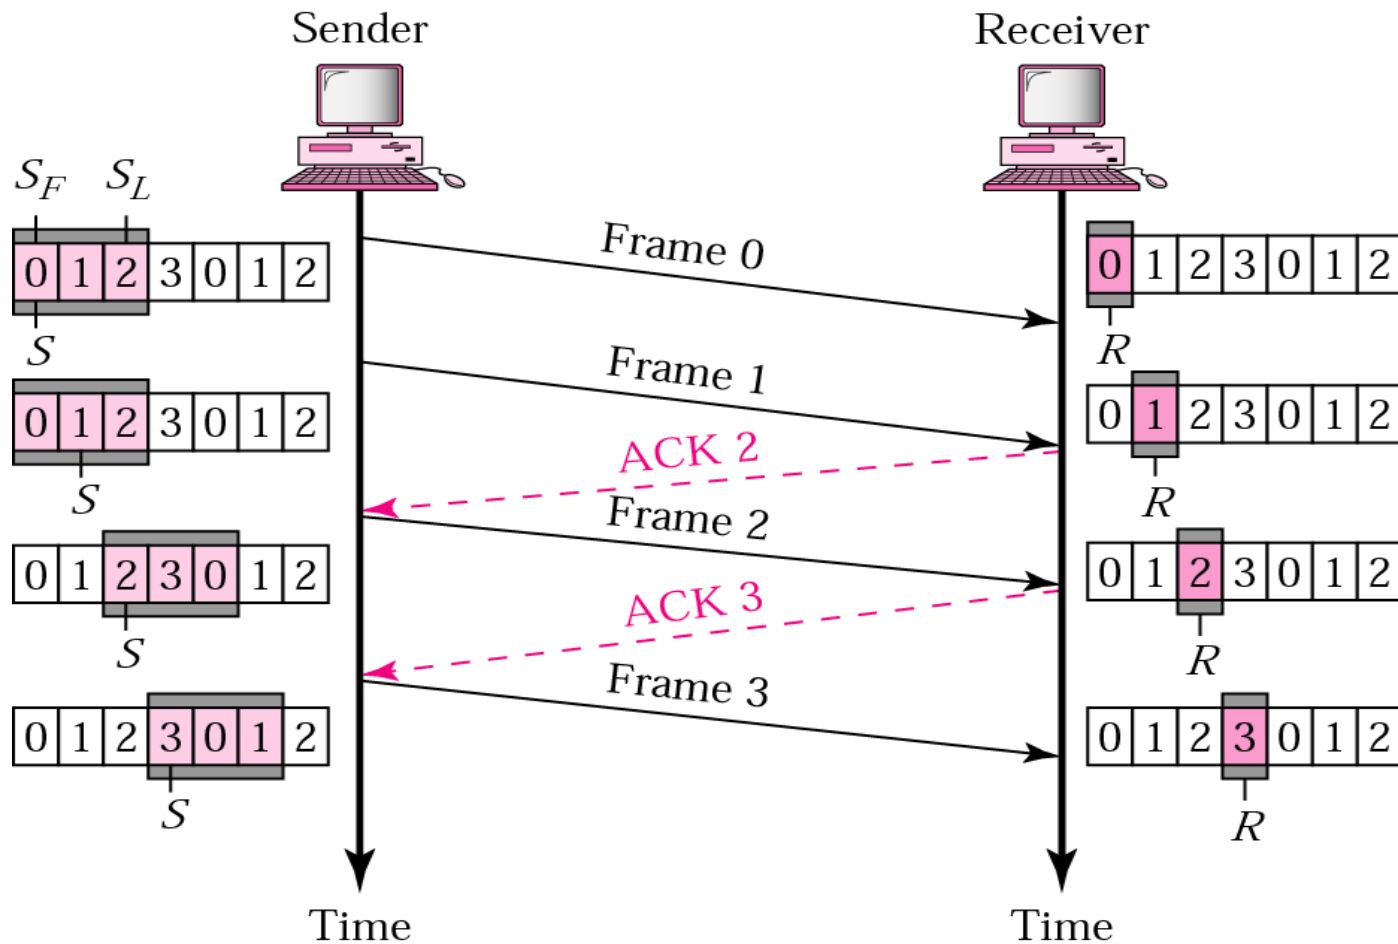 Sender Receiver
S_F S_L
0 1 2 3 0 1 2
S
Frame 0
0 1 2 3 0 1 2
R
0 1 2 3 0 1 2
S
Frame 1
0 1 2 3 0 1 2
R
ACK 2
Frame 2
0 1 2 3 0 1 2
S
0 1 2 3 0 1 2
R
ACK 3
Frame 3
0 1 2 3 0 1 2
S
0 1 2 3 0 1 2
R
Time Time